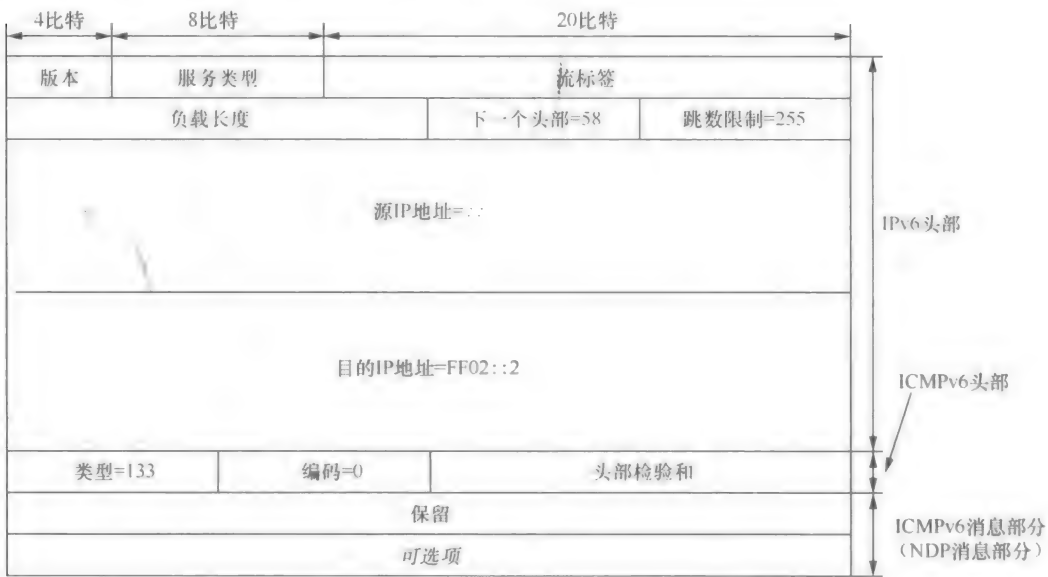 4比特 8比特 20比特
版本 服务类型 流标签
负载长度 下一个头部=58 跳数限制=255
源IP地址=::
IPv6头部
目的IP地址=FF02::2
ICMPv6头部
类型=133 编码=0 头部检验和
保留
ICMPv6消息部分
（NDP消息部分）
可选项